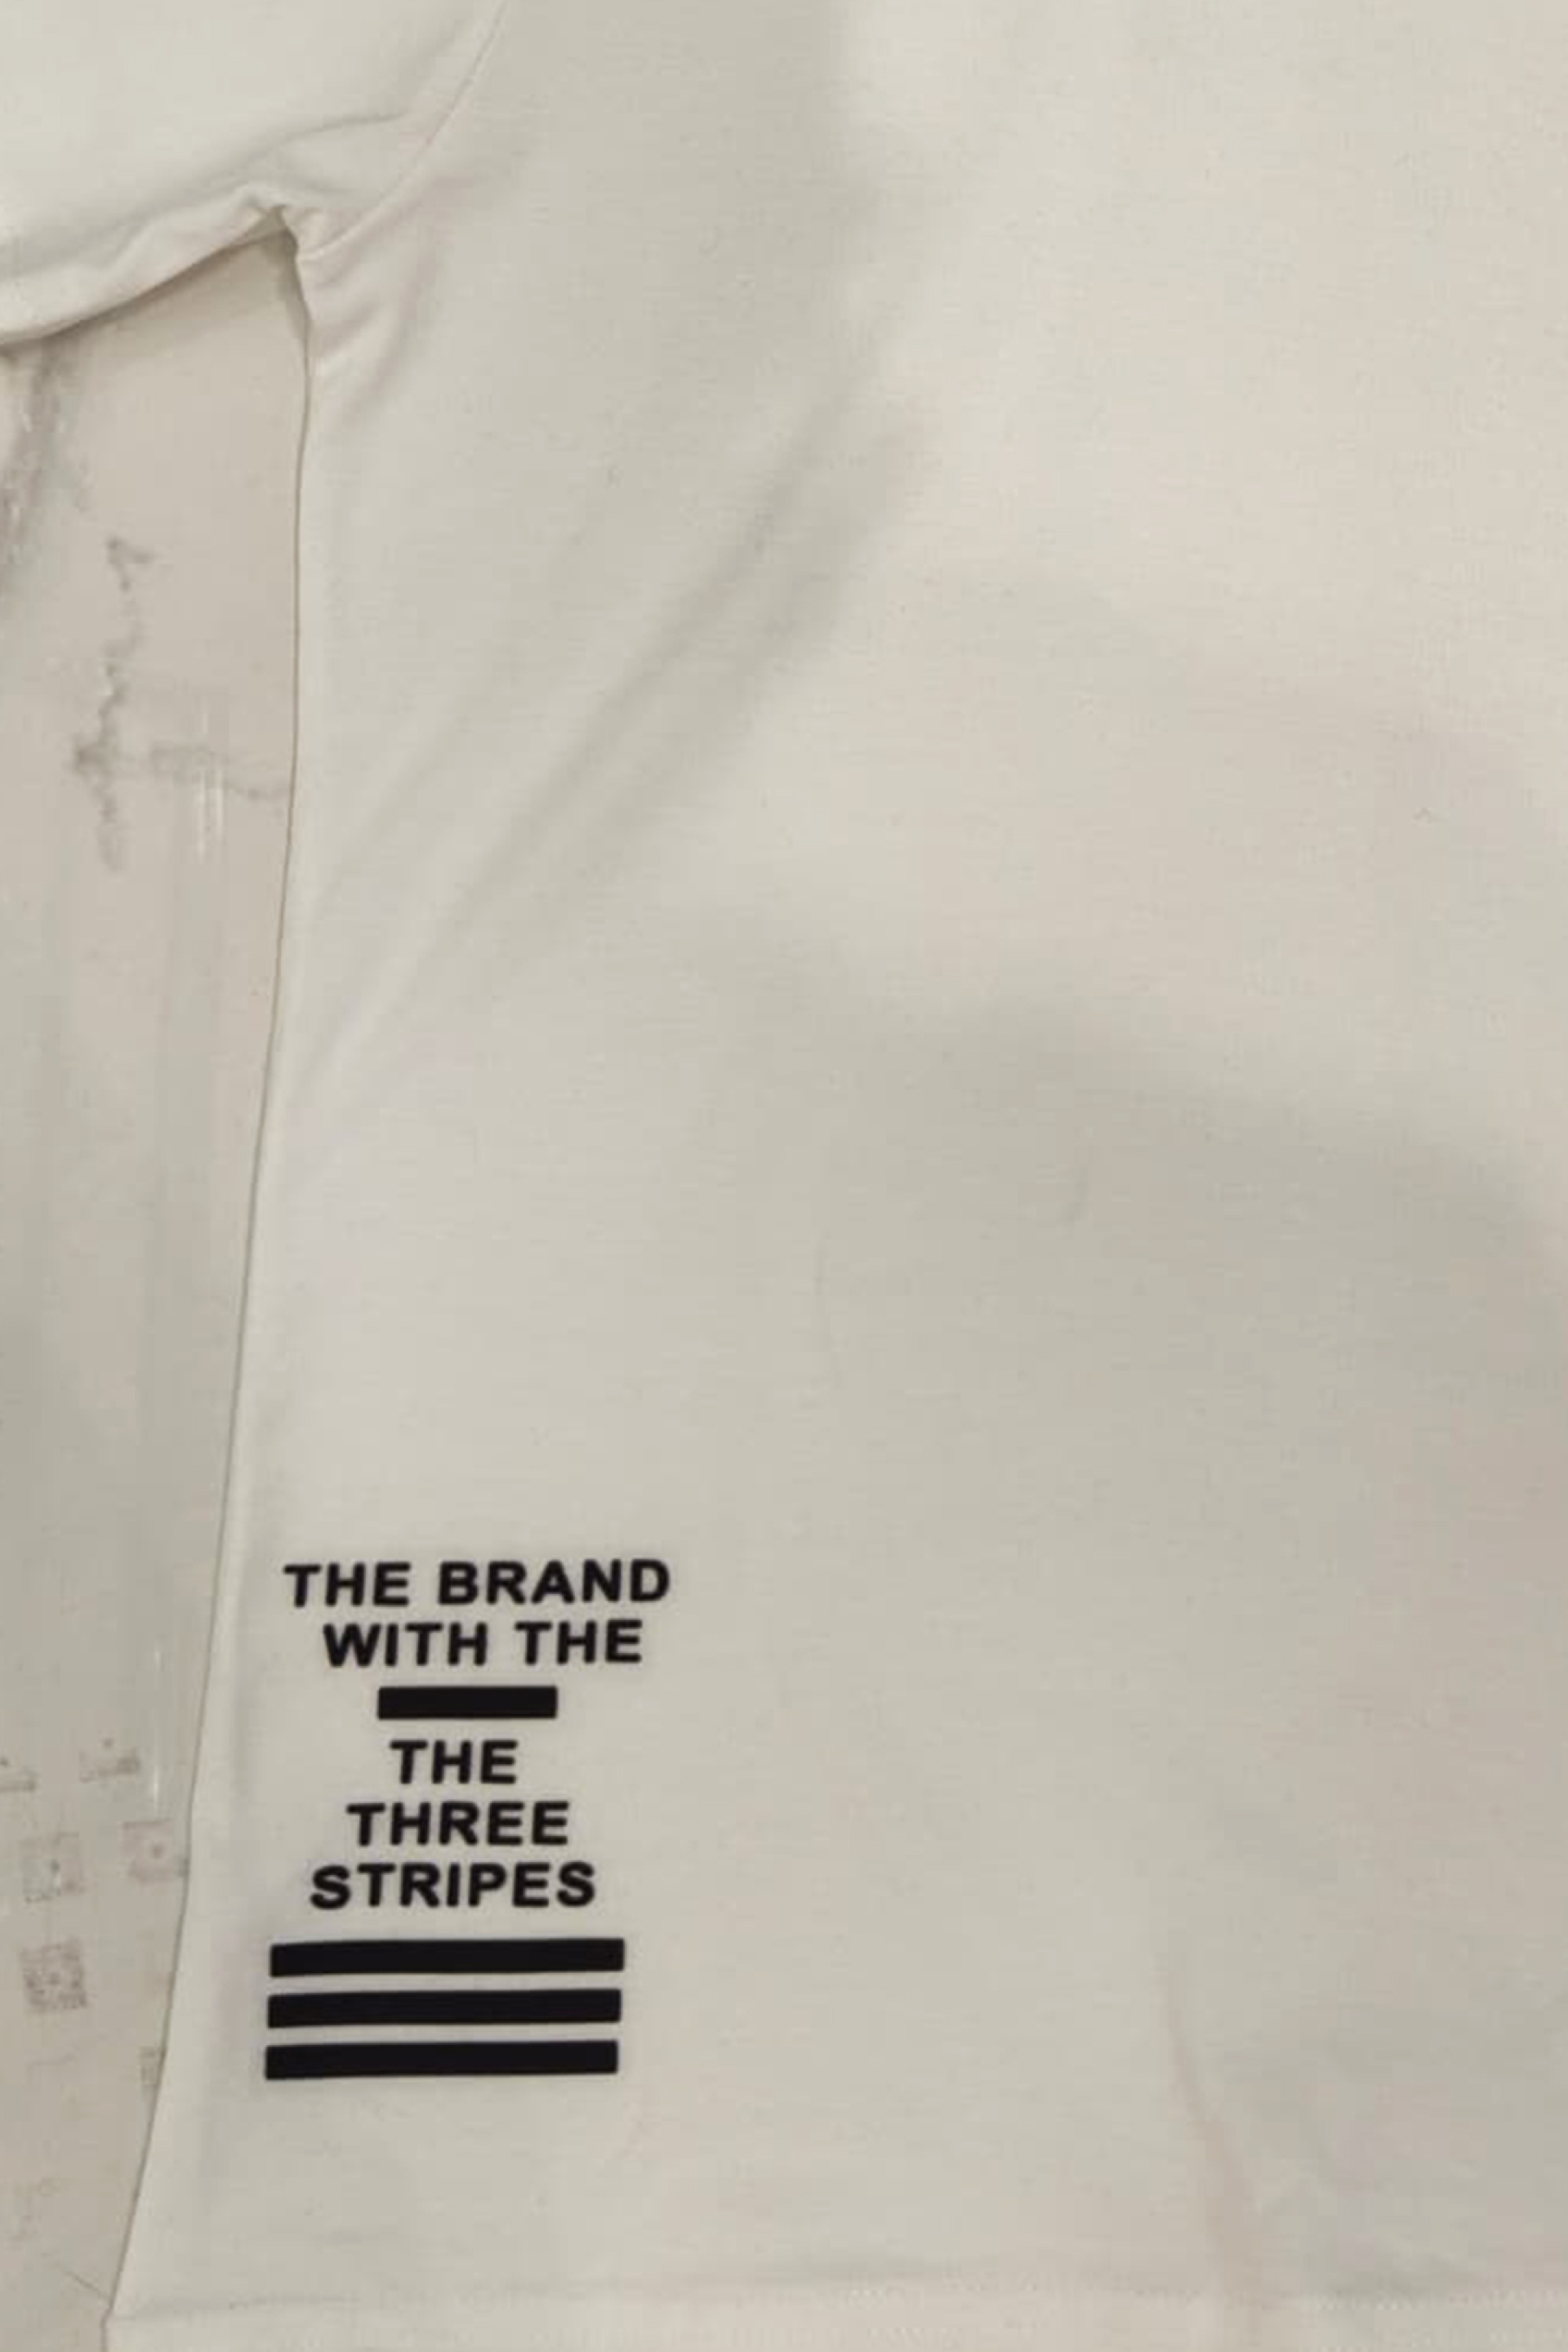 THE BRAND
WITH THE
THE
THREE
STRIPES